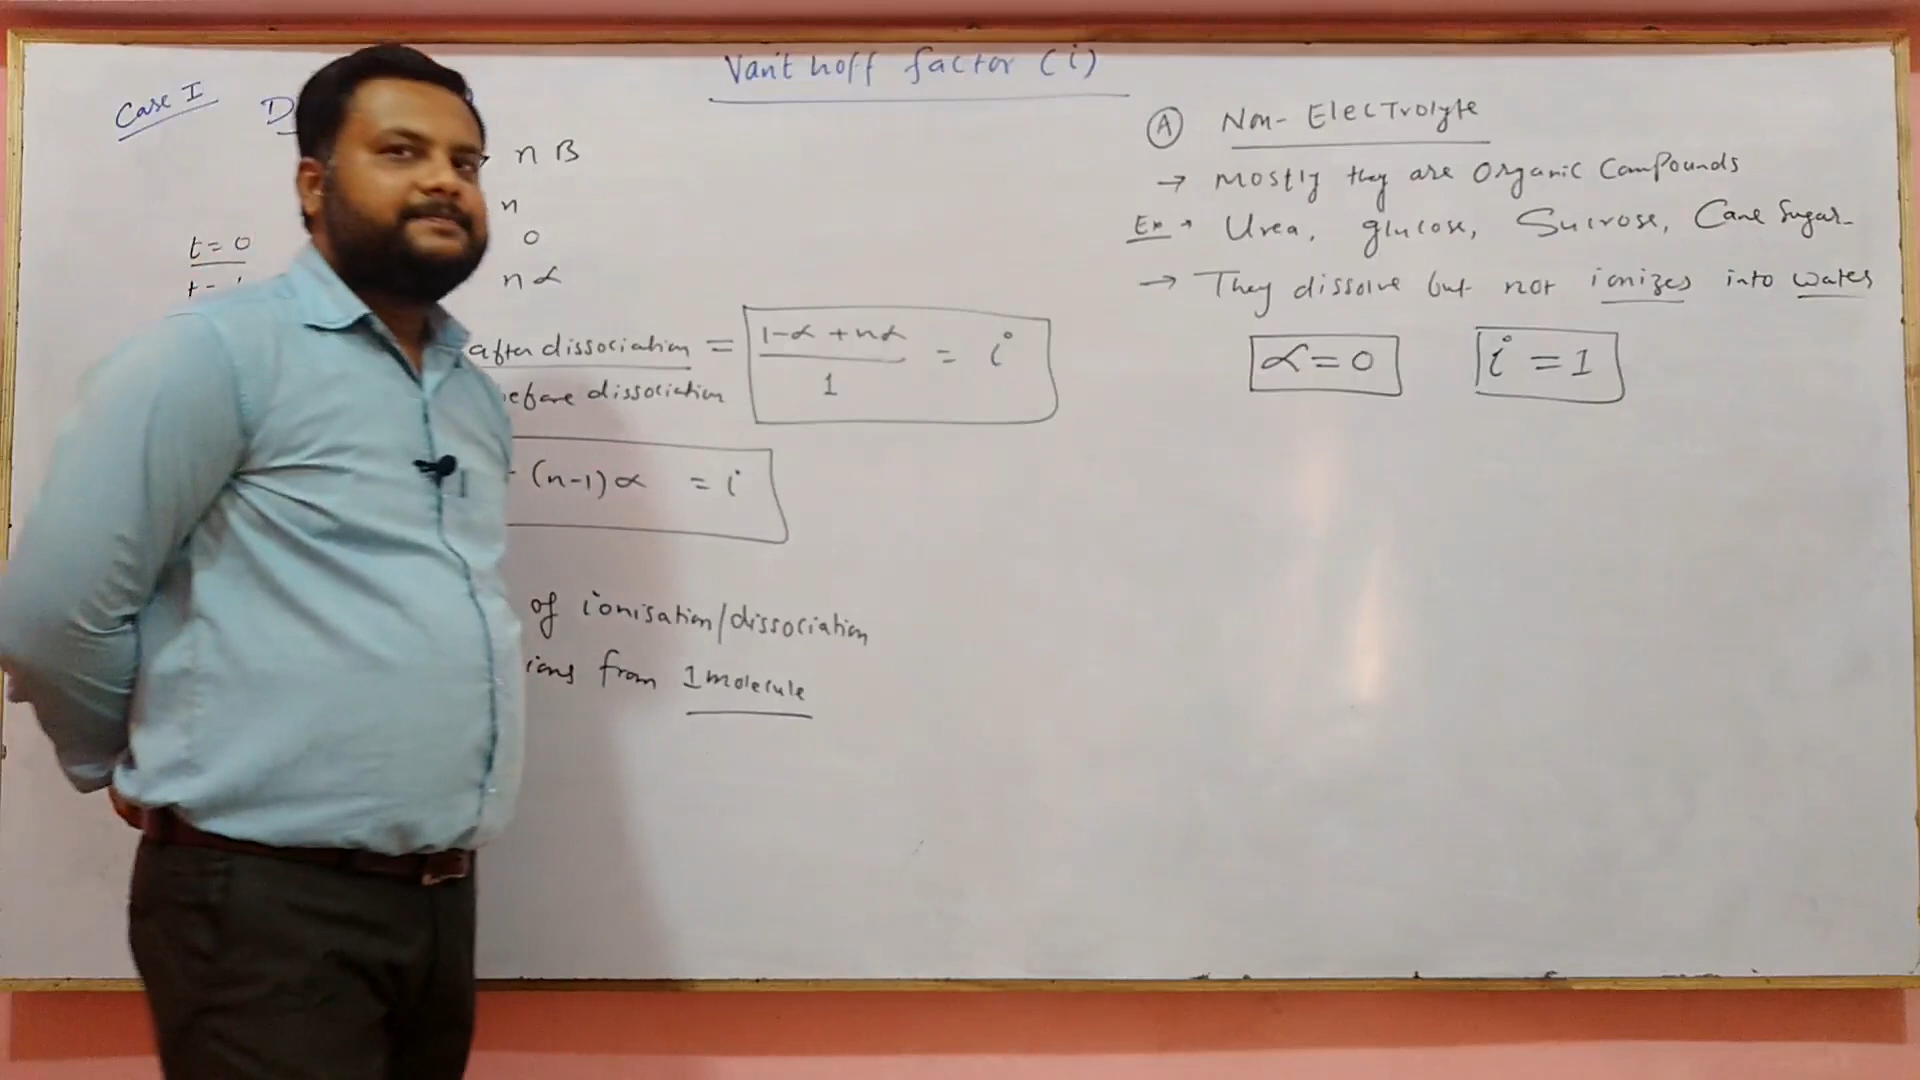 Vant hoff factor (i)
Case I D
n B
n
t = 0 0
n α
after dissociation = 1-α + nα / 1 = i
before dissociation
(n-1) α = i
of ionisation/dissociation
ions from 1 molecule
Ⓐ Non-Electrolyte
→ Mostly they are Organic Compounds
Ex → Urea, glucose, Sucrose, Cane Sugar
→ They dissolve but not ionizes into water
α = 0 i = 1